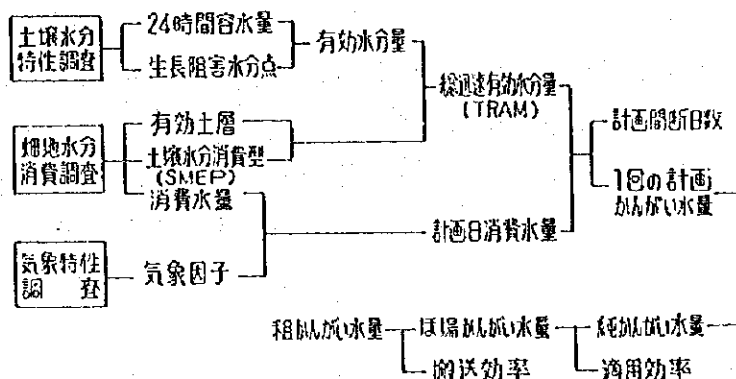 土壌水分
特性調査
24時間容水量
生長阻害水分点
有効水分量
総迅速有効水分量
(TRAM)
畑地水分
消費調査
有効土層
土壌水分消費型
(SMEP)
消費水量
計画間断日数
1回の計画
かんがい水量
気象特性
調査
気象因子
計画日消費水量
粗かんがい水量
ほ場かんがい水量
純かんがい水量
搬送効率
適用効率